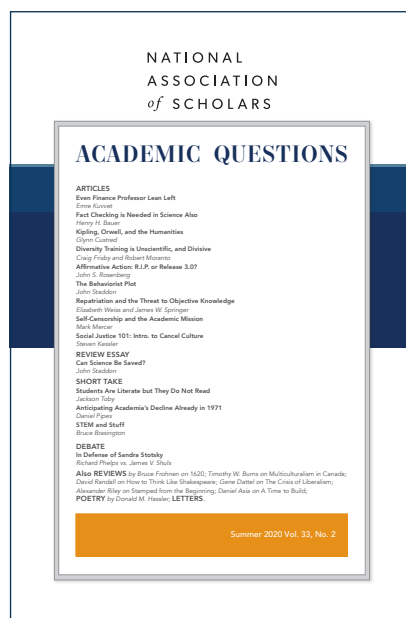 NATIONAL
ASSOCIATION
of SCHOLARS
ACADEMIC QUESTIONS
ARTICLES
Even Finance Professor Lean Left
Emre Kuvvet
Fact Checking is Needed in Science Also
Henry H. Bauer
Kipling, Orwell, and the Humanities
Glynn Custred
Diversity Training is Unscientific, and Divisive
Craig Frisby and Robert Maranto
Affirmative Action: R.I.P. or Release 3.0?
John S. Rosenberg
The Behaviorist Plot
John Staddon
Repatriation and the Threat to Objective Knowledge
Elizabeth Weiss and James W. Springer
Self-Censorship and the Academic Mission
Mark Mercer
Social Justice 101: Intro. to Cancel Culture
Steven Kessler
REVIEW ESSAY
Can Science Be Saved?
John Staddon
SHORT TAKE
Students Are Literate but They Do Not Read
Jackson Toby
Anticipating Academia's Decline Already in 1971
Daniel Pipes
STEM and Stuff
Bruce Brasington
DEBATE
In Defense of Sandra Stotsky
Richard Phelps vs. James V. Shuls
Also REVIEWS by Bruce Frohnen on 1620; Timothy W. Burns on Multiculturalism in Canada;
David Randall on How to Think Like Shakespeare; Gene Dattel on The Crisis of Liberalism;
Alexander Riley on Stamped from the Beginning; Daniel Asia on A Time to Build;
POETRY by Donald M. Hassler; LETTERS.
Summer 2020 Vol. 33, No. 2